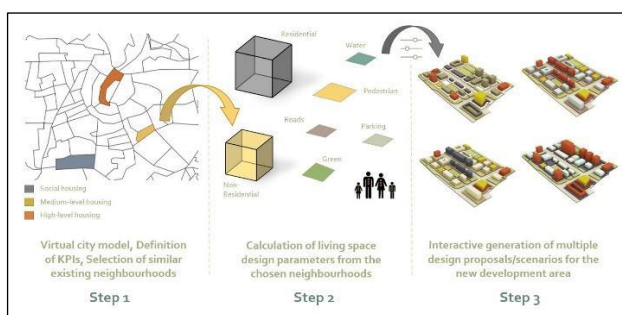 Social housing
Medium-level housing
High-level housing
Virtual city model, Definition
of KPIs, Selection of similar
existing neighbourhoods
Step 1
Residential
Water
Pedestrian
Roads
Parking
Green
Non-
Residential
Calculation of living space
design parameters from the
chosen neighbourhoods
Step 2
Interactive generation of multiple
design proposals/scenarios for the
new development area
Step 3